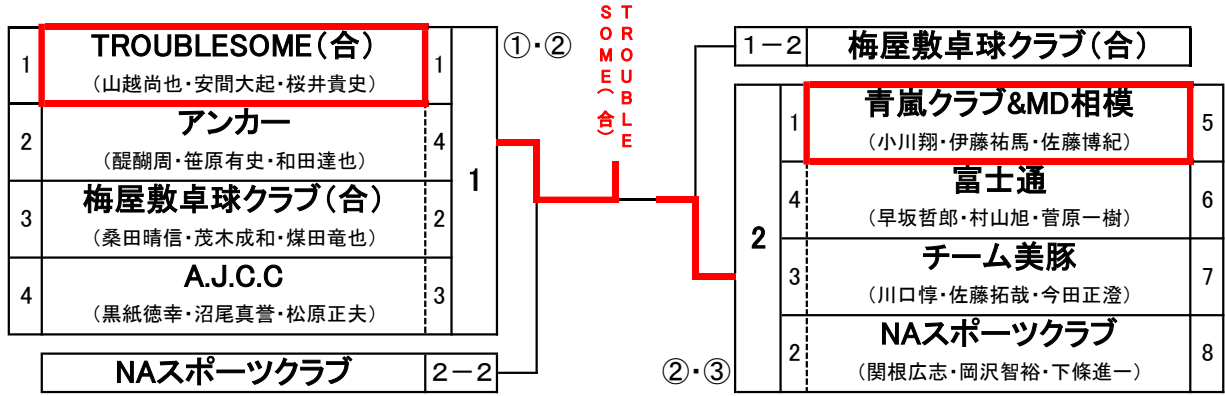 1
TROUBLESOME(合)
(山越尚也・安間大起・桜井貴史)
1
2
アンカー
(醍醐周・笹原有史・和田達也)
4
3
梅屋敷卓球クラブ(合)
(桑田晴信・茂木成和・煤田竜也)
2
4
A.J.C.C
(黒紙徳幸・沼尾真誉・松原正夫)
3
1
①・②
NAスポーツクラブ
2-2
TROUBLE
SOME(合)
1-2
梅屋敷卓球クラブ(合)
2
1
青嵐クラブ&MD相模
(小川翔・伊藤祐馬・佐藤博紀)
5
4
富士通
(早坂哲郎・村山旭・菅原一樹)
6
3
チーム美豚
(川口惇・佐藤拓哉・今田正澄)
7
2
NAスポーツクラブ
(関根広志・岡沢智裕・下條進一)
8
②・③